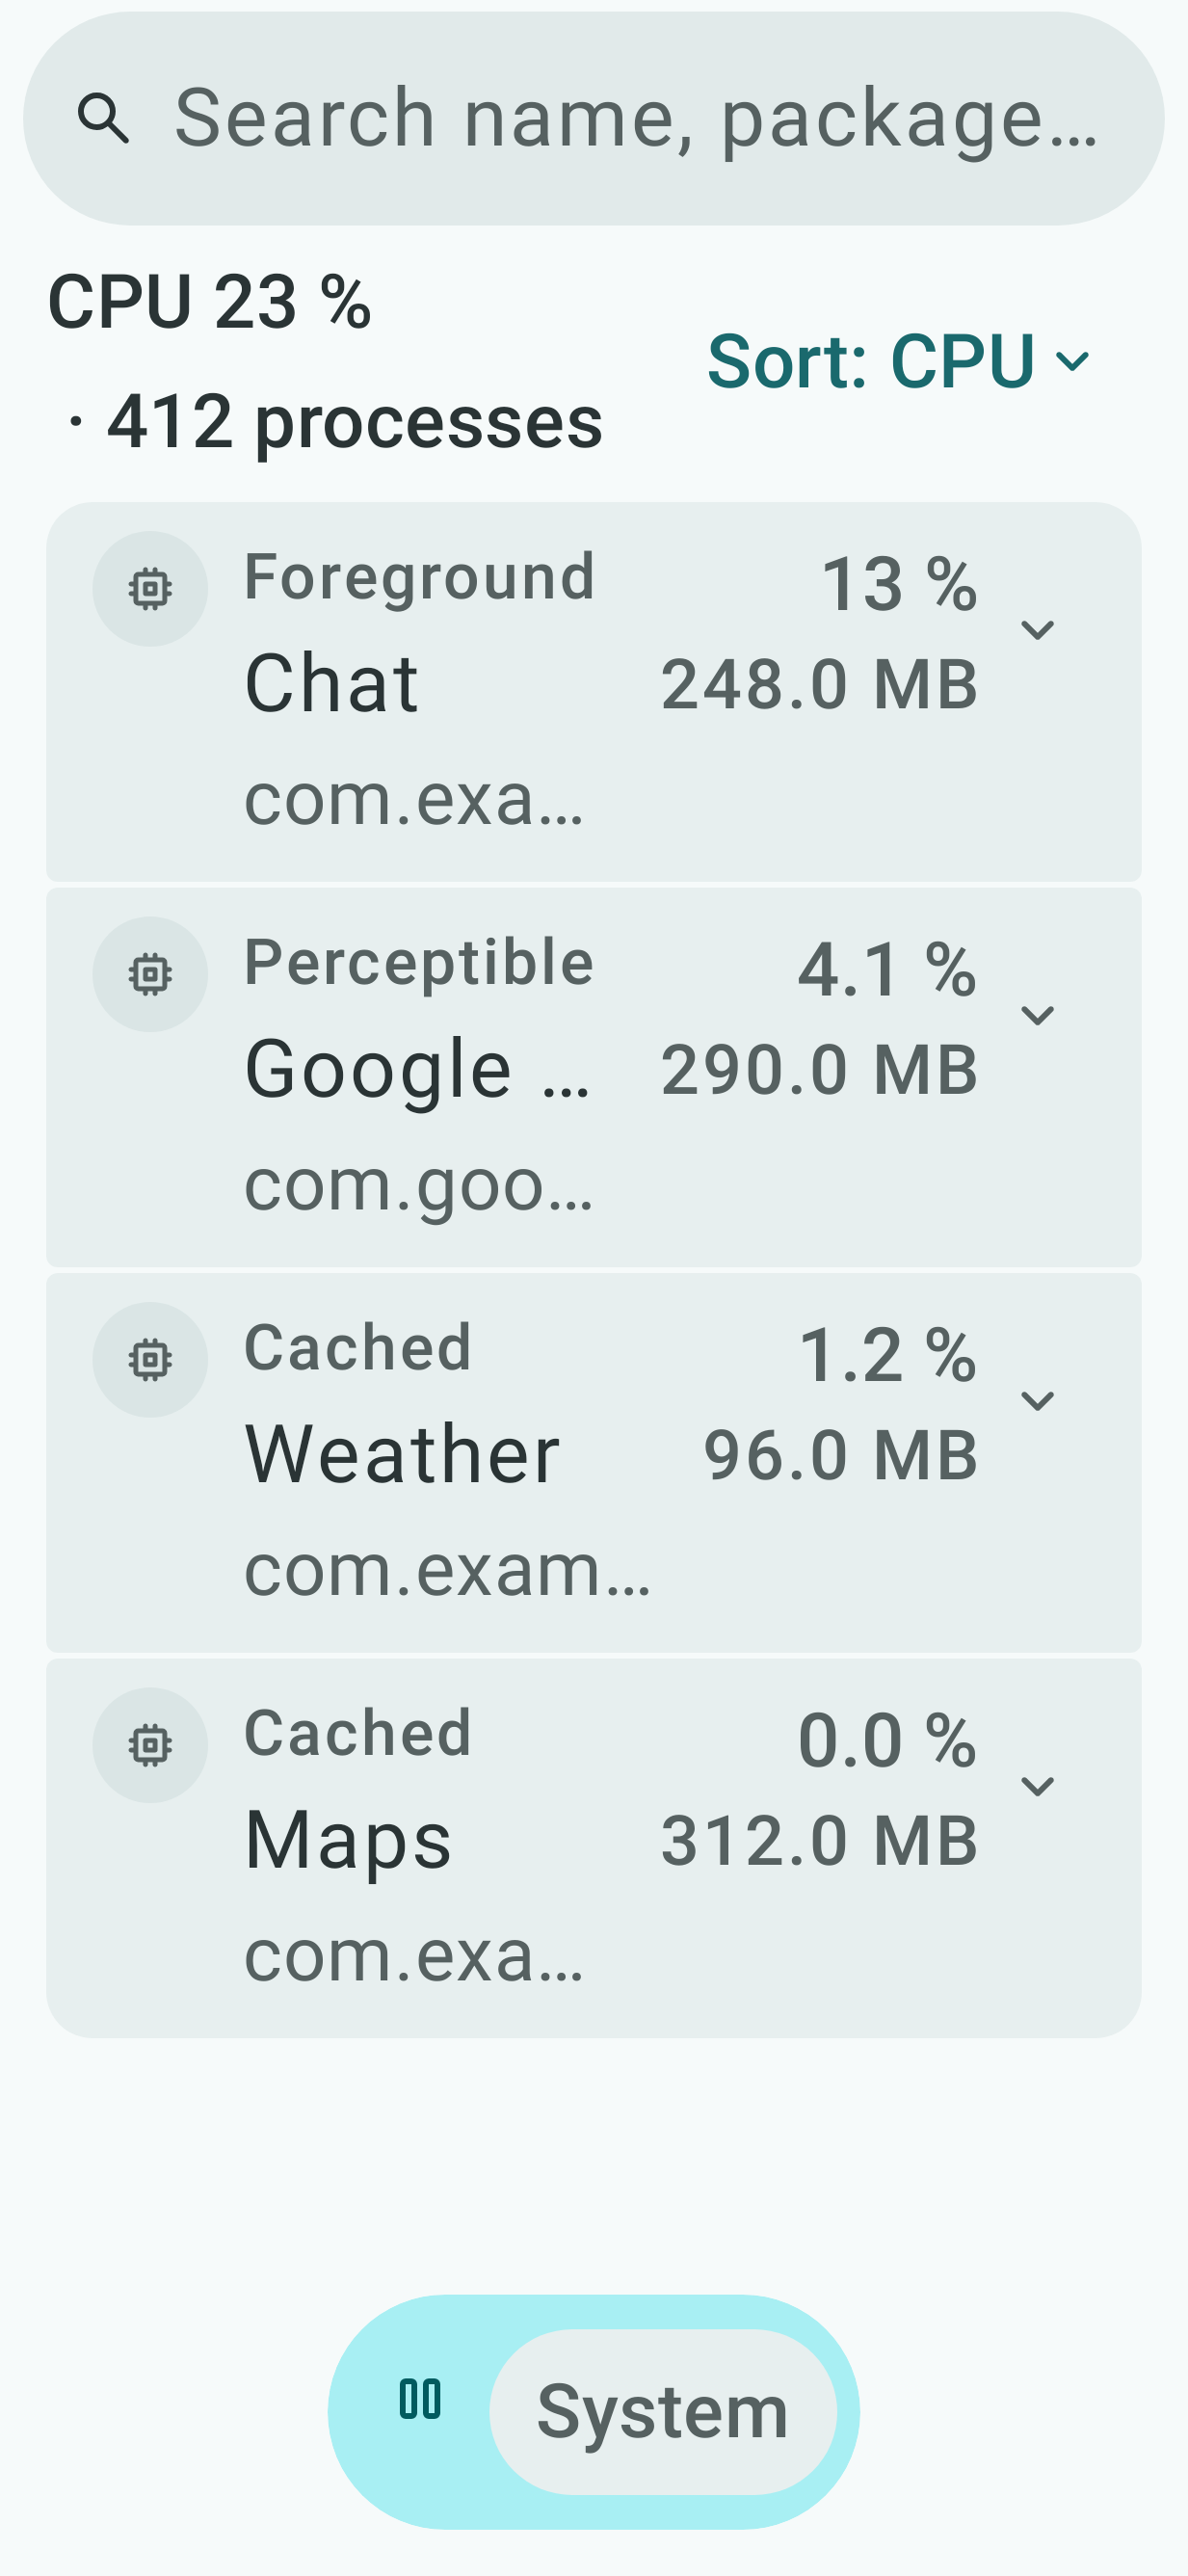 Search name, package…
CPU 23 %
· 412 processes
Sort: CPU
Foreground
13 %
Chat
248.0 MB
com.exa…
Perceptible
4.1 %
Google …
290.0 MB
com.goo…
Cached
1.2 %
Weather
96.0 MB
com.exam…
Cached
0.0 %
Maps
312.0 MB
com.exa…
System